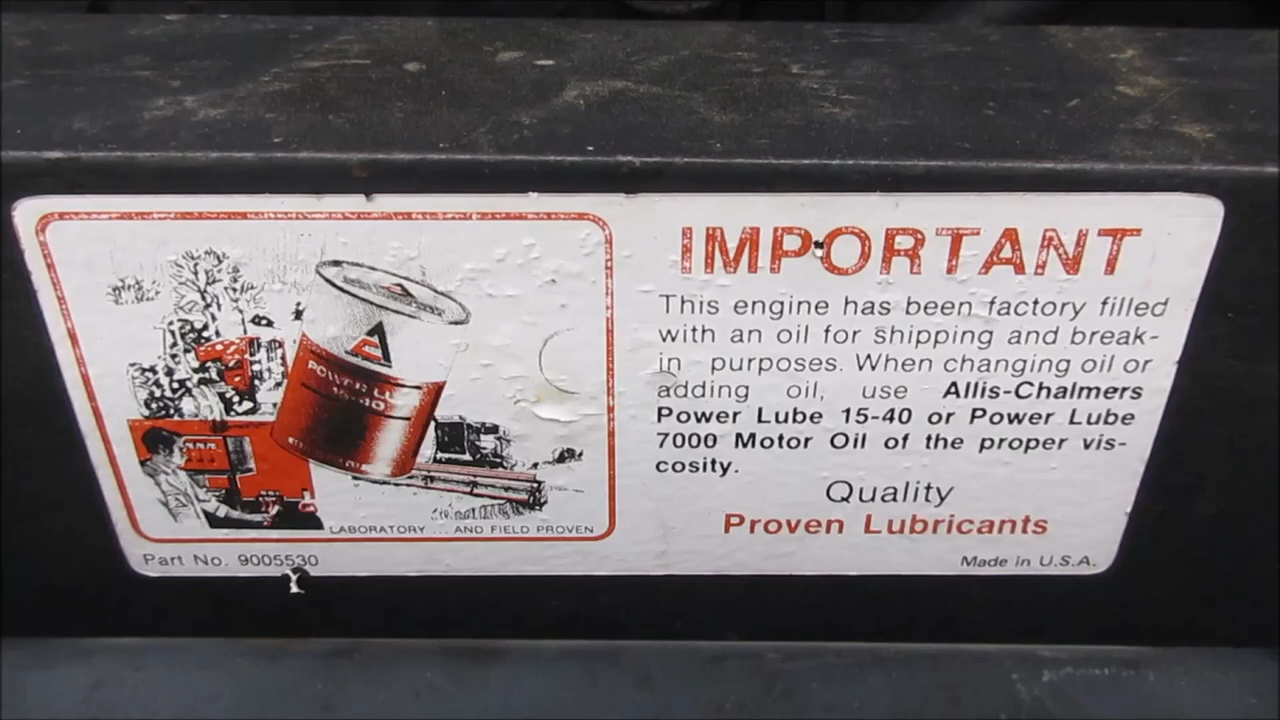 IMPORTANT
This engine has been factory filled
with an oil for shipping and break-
in purposes. When changing oil or
adding oil, use Allis-Chalmers
Power Lube 15-40 or Power Lube
7000 Motor Oil of the proper vis-
cosity.
Quality
Proven Lubricants
POWER LU
15-40
LABORATORY ... AND FIELD PROVEN
Part No. 9005530
Made in U.S.A.